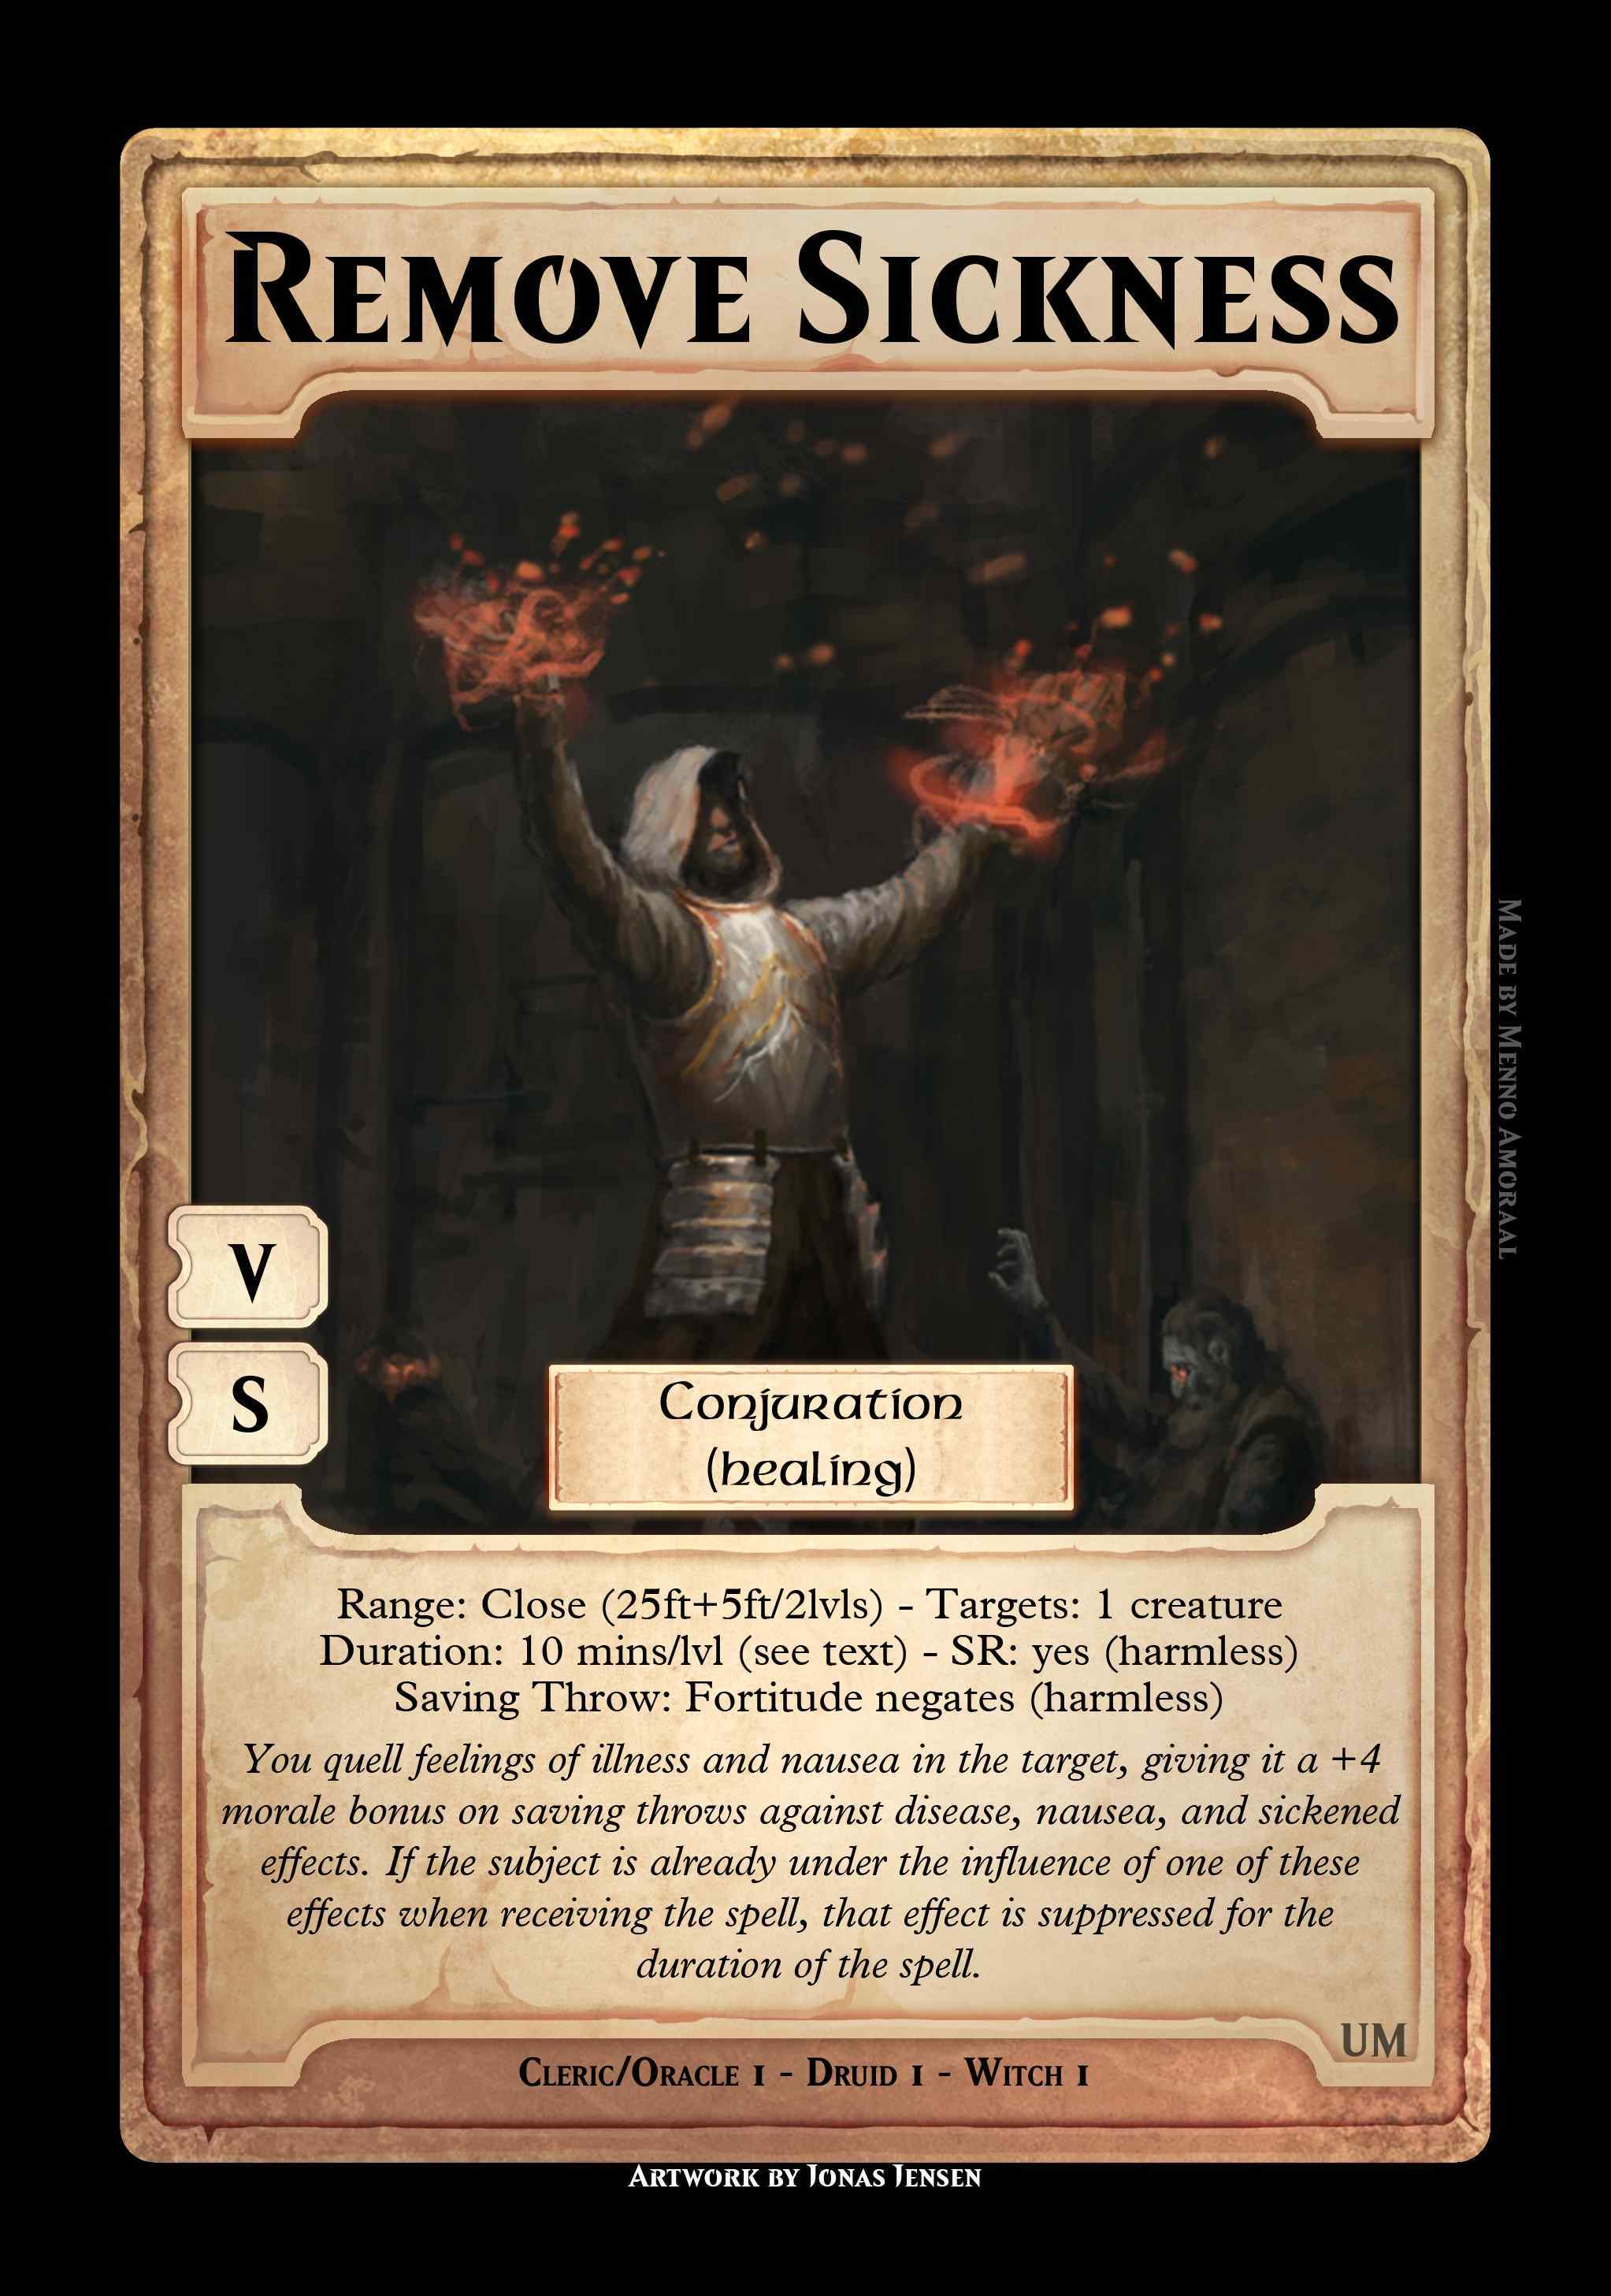 Remove Sickness
V
S
Conjuration
(healing)
Range: Close (25ft+5ft/2lvls) - Targets: 1 creature
Duration: 10 mins/lvl (see text) - SR: yes (harmless)
Saving Throw: Fortitude negates (harmless)
You quell feelings of illness and nausea in the target, giving it a +4
morale bonus on saving throws against disease, nausea, and sickened
effects. If the subject is already under the influence of one of these
effects when receiving the spell, that effect is suppressed for the
duration of the spell.
UM
Cleric/Oracle 1 - Druid 1 - Witch 1
Artwork by Jonas Jensen
Made by Menno Amoraal